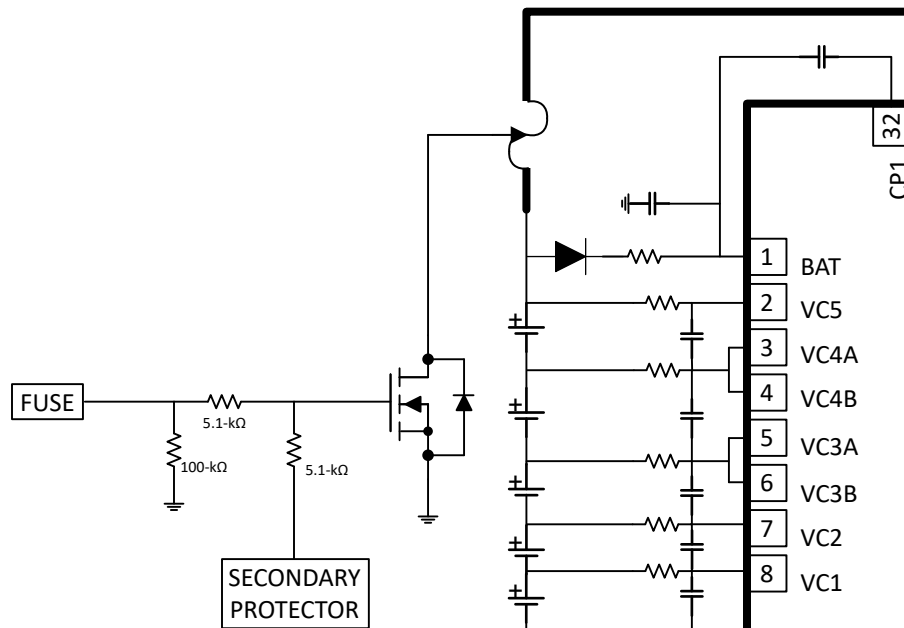 32
CP1
1 BAT
2 VC5
3 VC4A
4 VC4B
5 VC3A
6 VC3B
7 VC2
8 VC1
+
+
+
+
+
FUSE
5.1-kΩ
100-kΩ
5.1-kΩ
SECONDARY
PROTECTOR